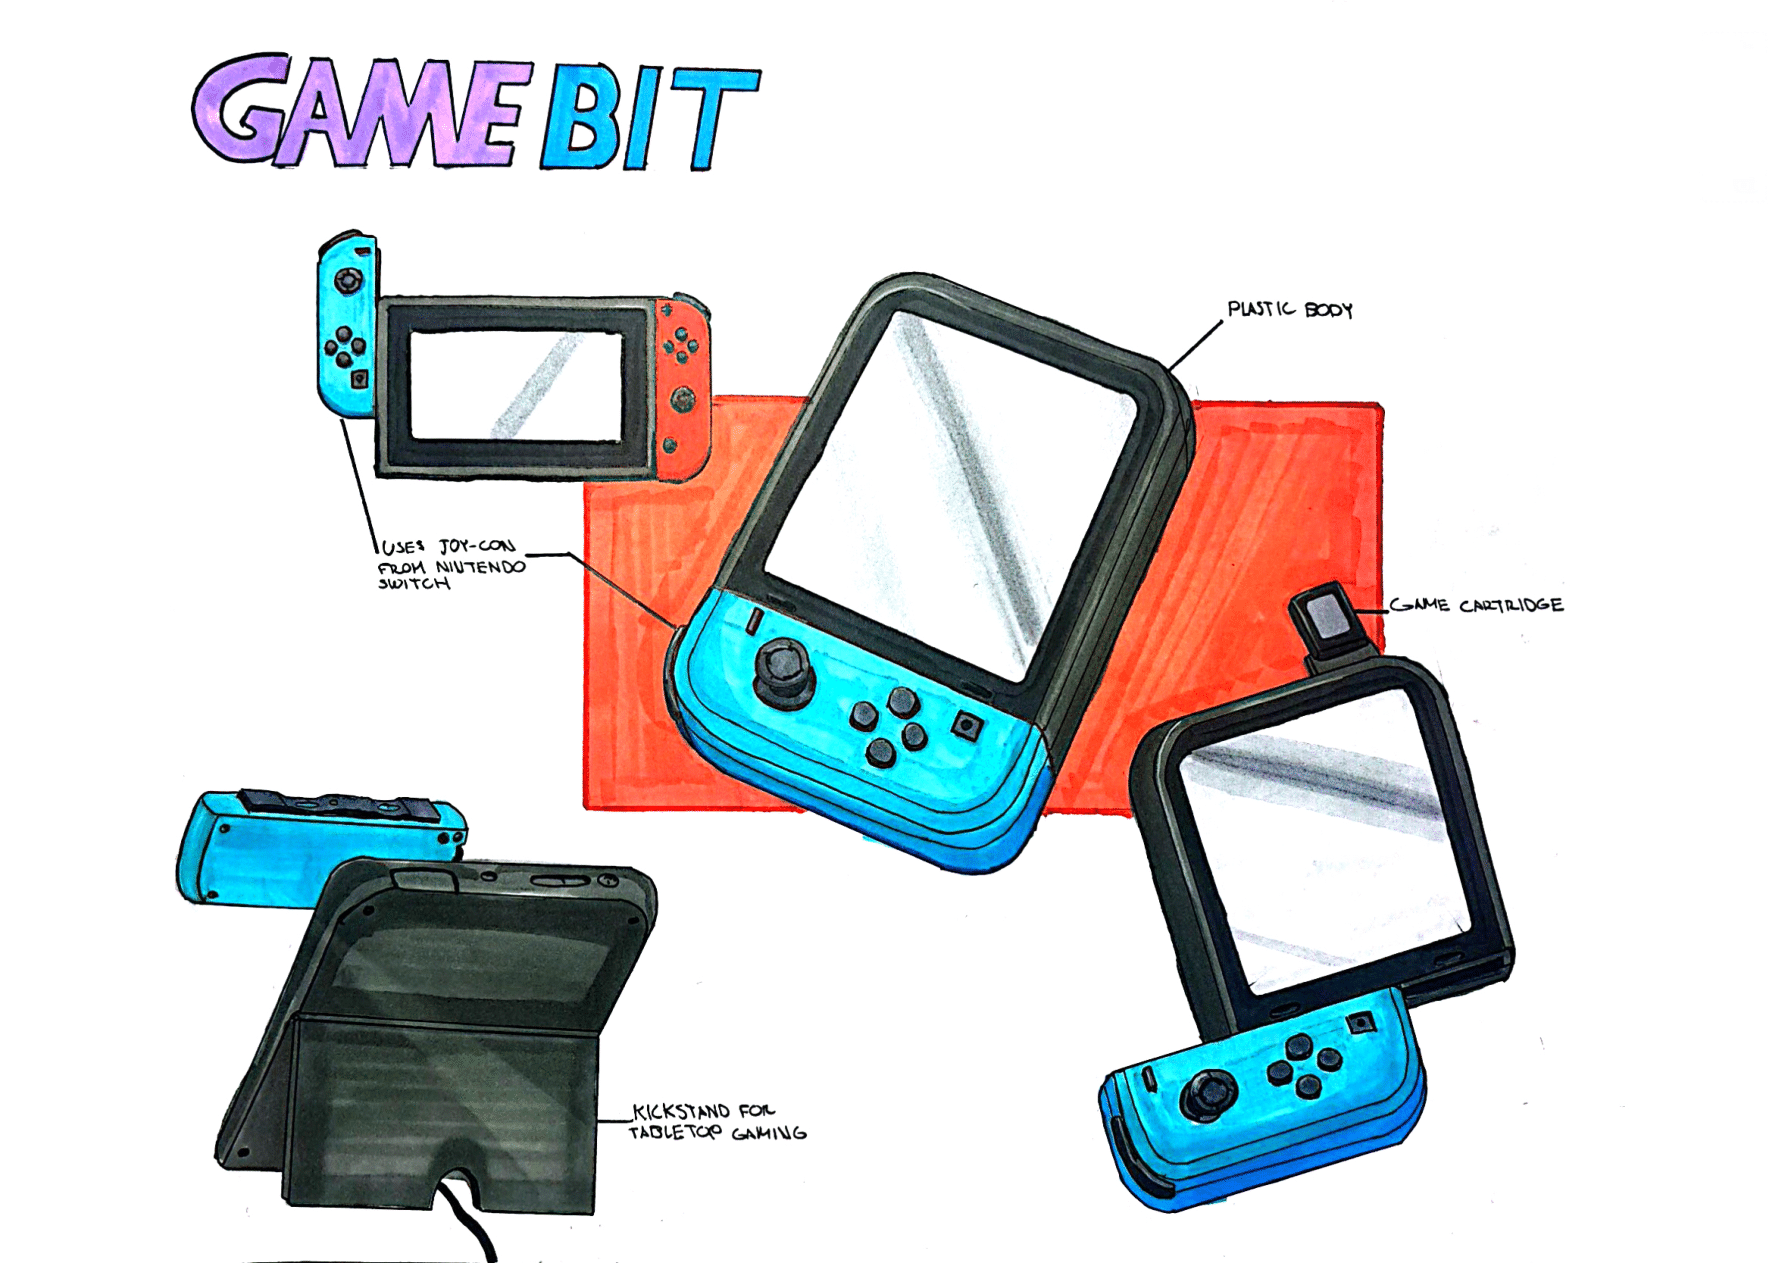 GAME BIT
PLASTIC BODY
USES JOY-CON
FROM NINTENDO
SWITCH
GAME CARTRIDGE
KICKSTAND FOR
TABLETOP GAMING